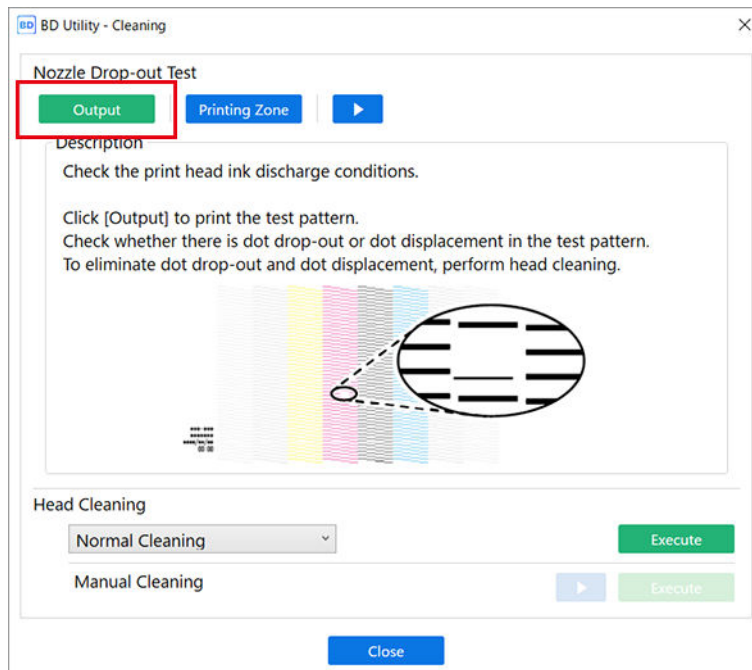 BD BD Utility - Cleaning
Nozzle Drop-out Test
Output Printing Zone
Description
Check the print head ink discharge conditions.
Click [Output] to print the test pattern.
Check whether there is dot drop-out or dot displacement in the test pattern.
To eliminate dot drop-out and dot displacement, perform head cleaning.
Head Cleaning
Normal Cleaning Execute
Manual Cleaning Execute
Close